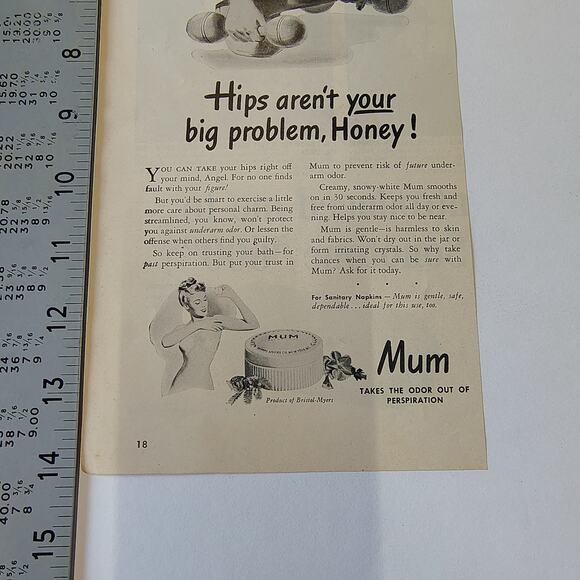 Hips aren't your
big problem, Honey!
YOU CAN TAKE your hips right off
your mind, Angel. For no one finds
fault with your figure!
But you'd be smart to exercise a little
more care about personal charm. Being
streamlined, you know, won't protect
you against underarm odor. Or lessen the
offense when others find you guilty.
So keep on trusting your bath—for
past perspiration. But put your trust in
Mum to prevent risk of future under-
arm odor.
Creamy, snowy-white Mum smooths
on in 30 seconds. Keeps you fresh and
free from underarm odor all day or eve-
ning. Helps you stay nice to be near.
Mum is gentle—is harmless to skin
and fabrics. Won't dry out in the jar or
form irritating crystals. So why take
chances when you can be sure with
Mum? Ask for it today.
For Sanitary Napkins — Mum is gentle, safe,
dependable . . . ideal for this use, too.
MUM
Mum
TAKES THE ODOR OUT OF
PERSPIRATION
Product of Bristol-Myers
18
8
9
10
11
12
13
14
15